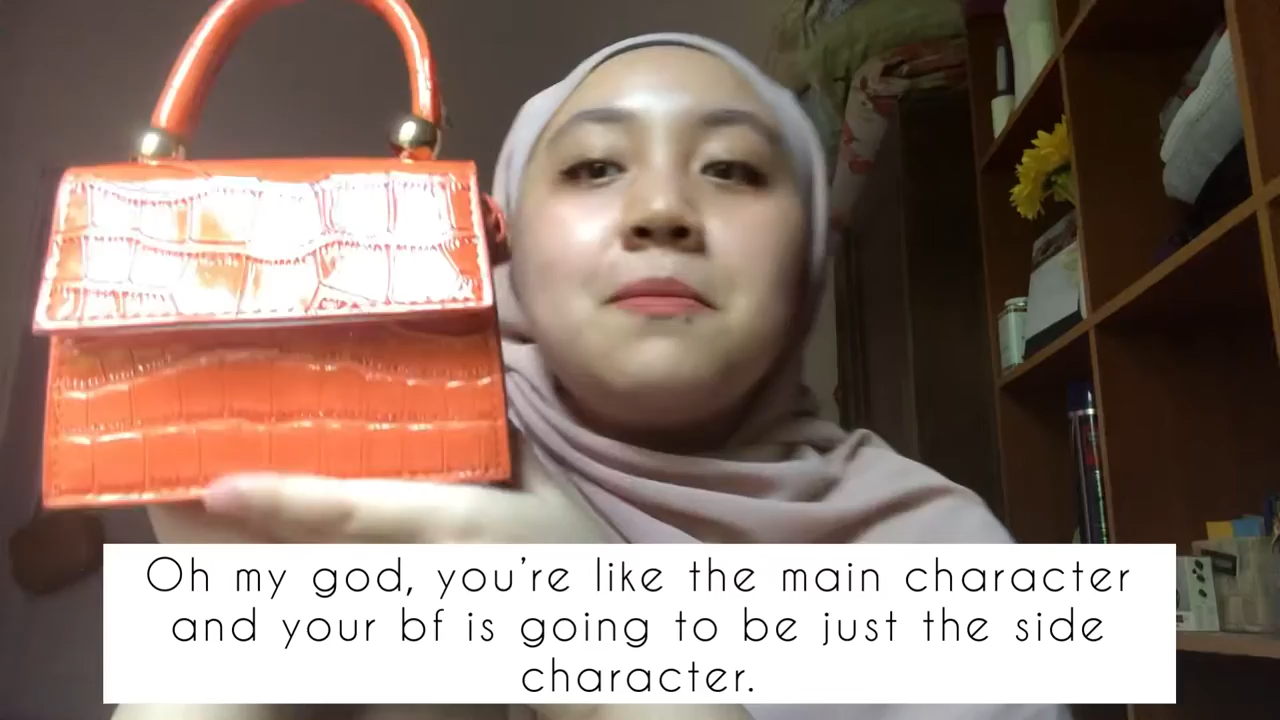 Oh my god, you're like the main character
and your bf is going to be just the side
character.